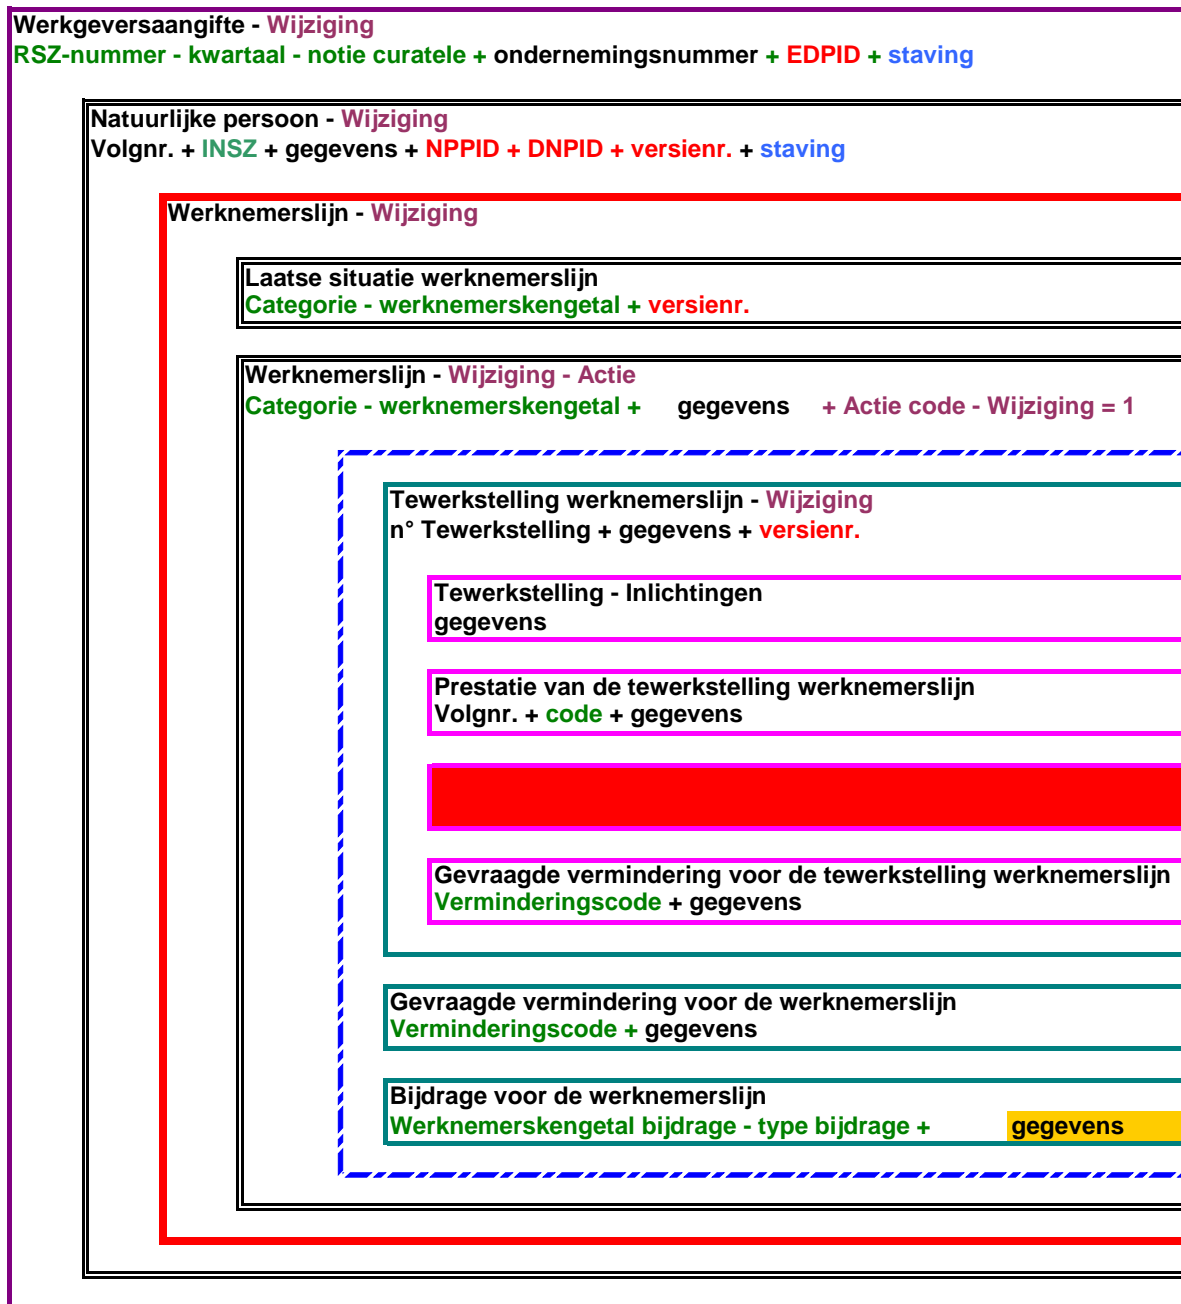 Werkgeversaangifte - Wijziging
RSZ-nummer - kwartaal - notie curatele + ondernemingsnummer + EDPID + staving
Natuurlijke persoon - Wijziging
Volgnr. + INSZ + gegevens + NPPID + DNPID + versienr. + staving
Werknemerslijn - Wijziging
Laatse situatie werknemerslijn
Categorie - werknemerskengetal + versienr.
Werknemerslijn - Wijziging - Actie
Categorie - werknemerskengetal + gegevens + Actie code - Wijziging = 1
Tewerkstelling werknemerslijn - Wijziging
n° Tewerkstelling + gegevens + versienr.
Tewerkstelling - Inlichtingen
gegevens
Prestatie van de tewerkstelling werknemerslijn
Volgnr. + code + gegevens
Gevraagde vermindering voor de tewerkstelling werknemerslijn
Verminderingscode + gegevens
Gevraagde vermindering voor de werknemerslijn
Verminderingscode + gegevens
Bijdrage voor de werknemerslijn
Werknemerskengetal bijdrage - type bijdrage + gegevens